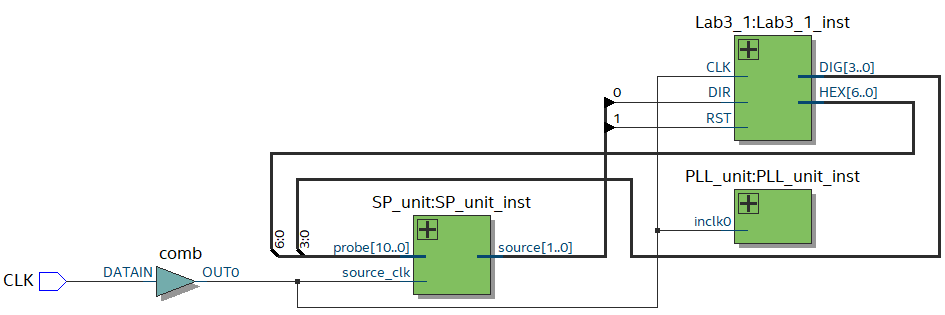 Lab3_1:Lab3_1_inst
CLK
DIG[3..0]
0
DIR
HEX[6..0]
1
RST
PLL_unit:PLL_unit_inst
inclk0
SP_unit:SP_unit_inst
6:0
3:0
probe[10..0]
source[1..0]
source_clk
comb
CLK
DATAIN
OUT0